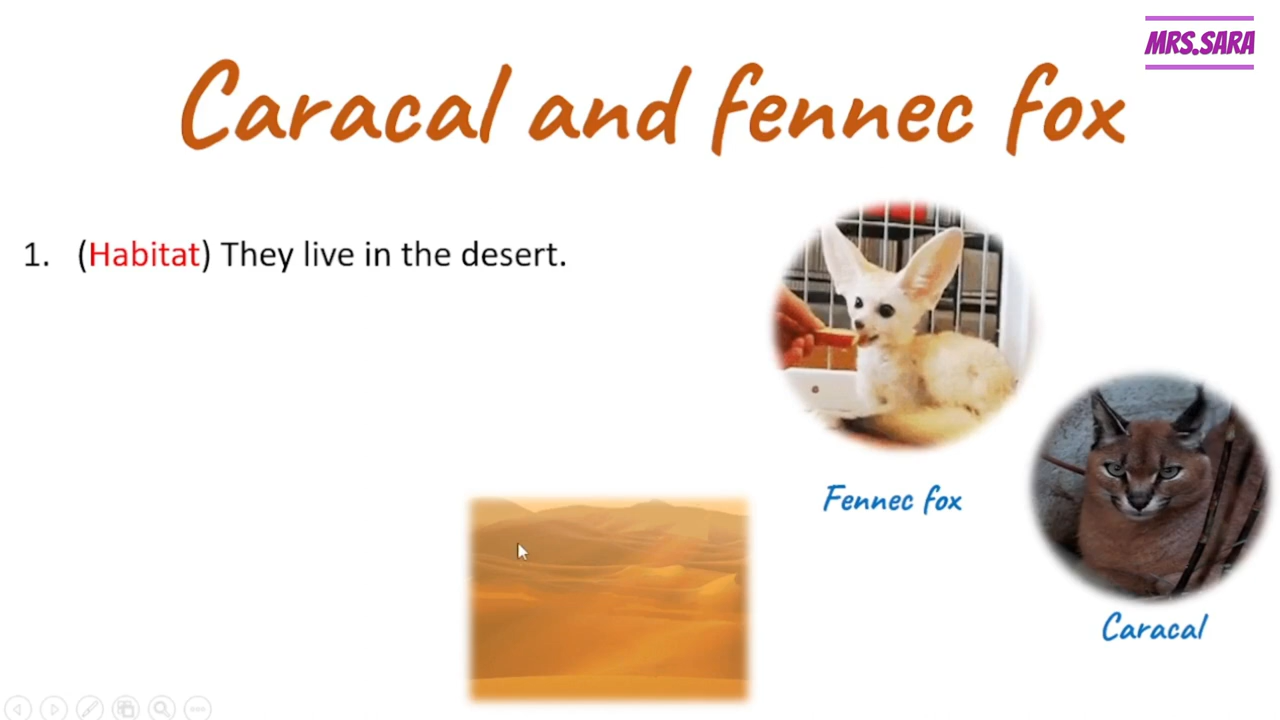 MRS.SARA
Caracal and fennec fox
1. (Habitat) They live in the desert.
Fennec fox
Caracal